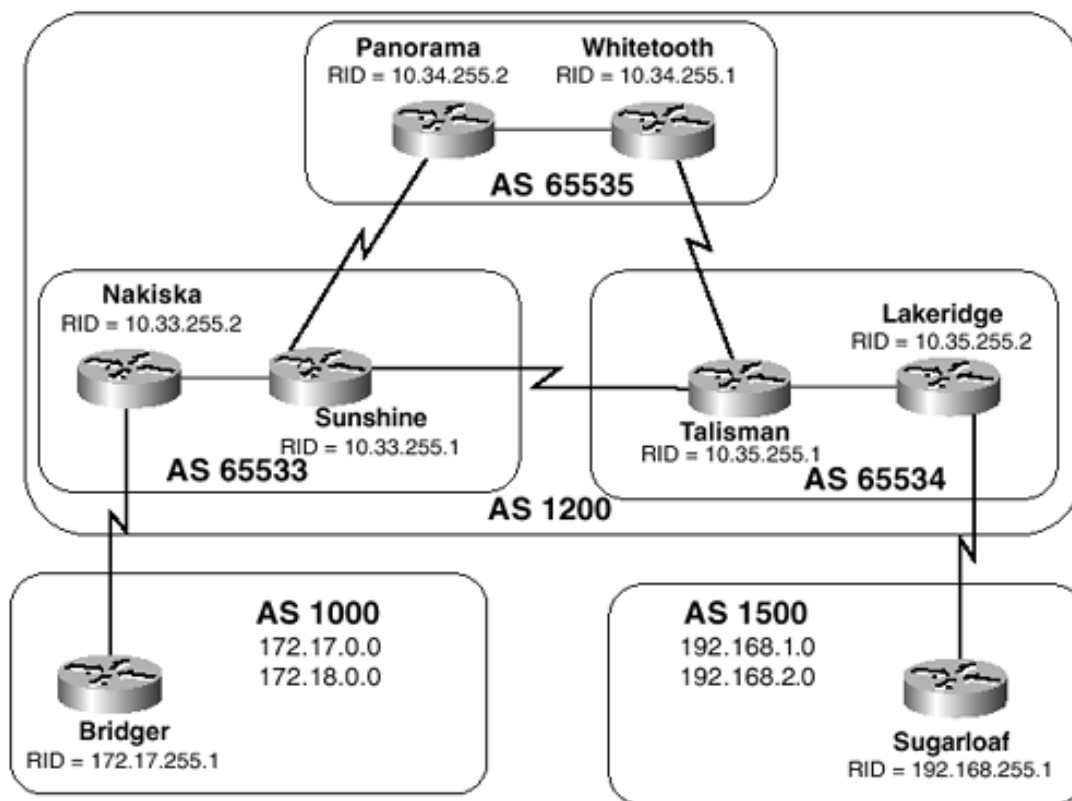 Panorama
RID = 10.34.255.2
Whitetooth
RID = 10.34.255.1
AS 65535
Nakiska
RID = 10.33.255.2
Sunshine
RID = 10.33.255.1
AS 65533
Lakeridge
RID = 10.35.255.2
Talisman
RID = 10.35.255.1
AS 65534
AS 1200
AS 1000
172.17.0.0
172.18.0.0
Bridger
RID = 172.17.255.1
AS 1500
192.168.1.0
192.168.2.0
Sugarloaf
RID = 192.168.255.1